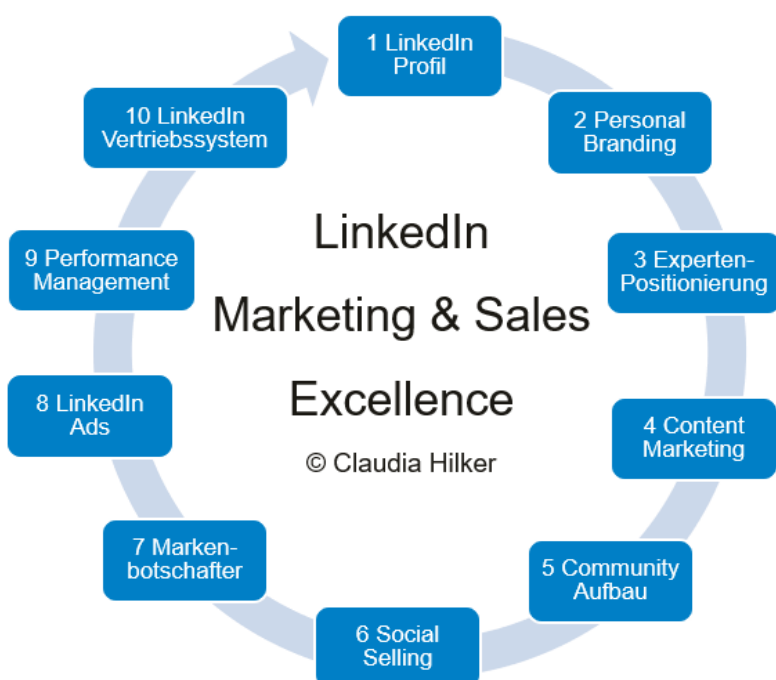 1 LinkedIn
Profil
2 Personal
Branding
3 Experten-
Positionierung
4 Content
Marketing
5 Community
Aufbau
6 Social
Selling
7 Marken-
botschafter
8 LinkedIn
Ads
9 Performance
Management
10 LinkedIn
Vertriebssystem
LinkedIn
Marketing & Sales
Excellence
© Claudia Hilker